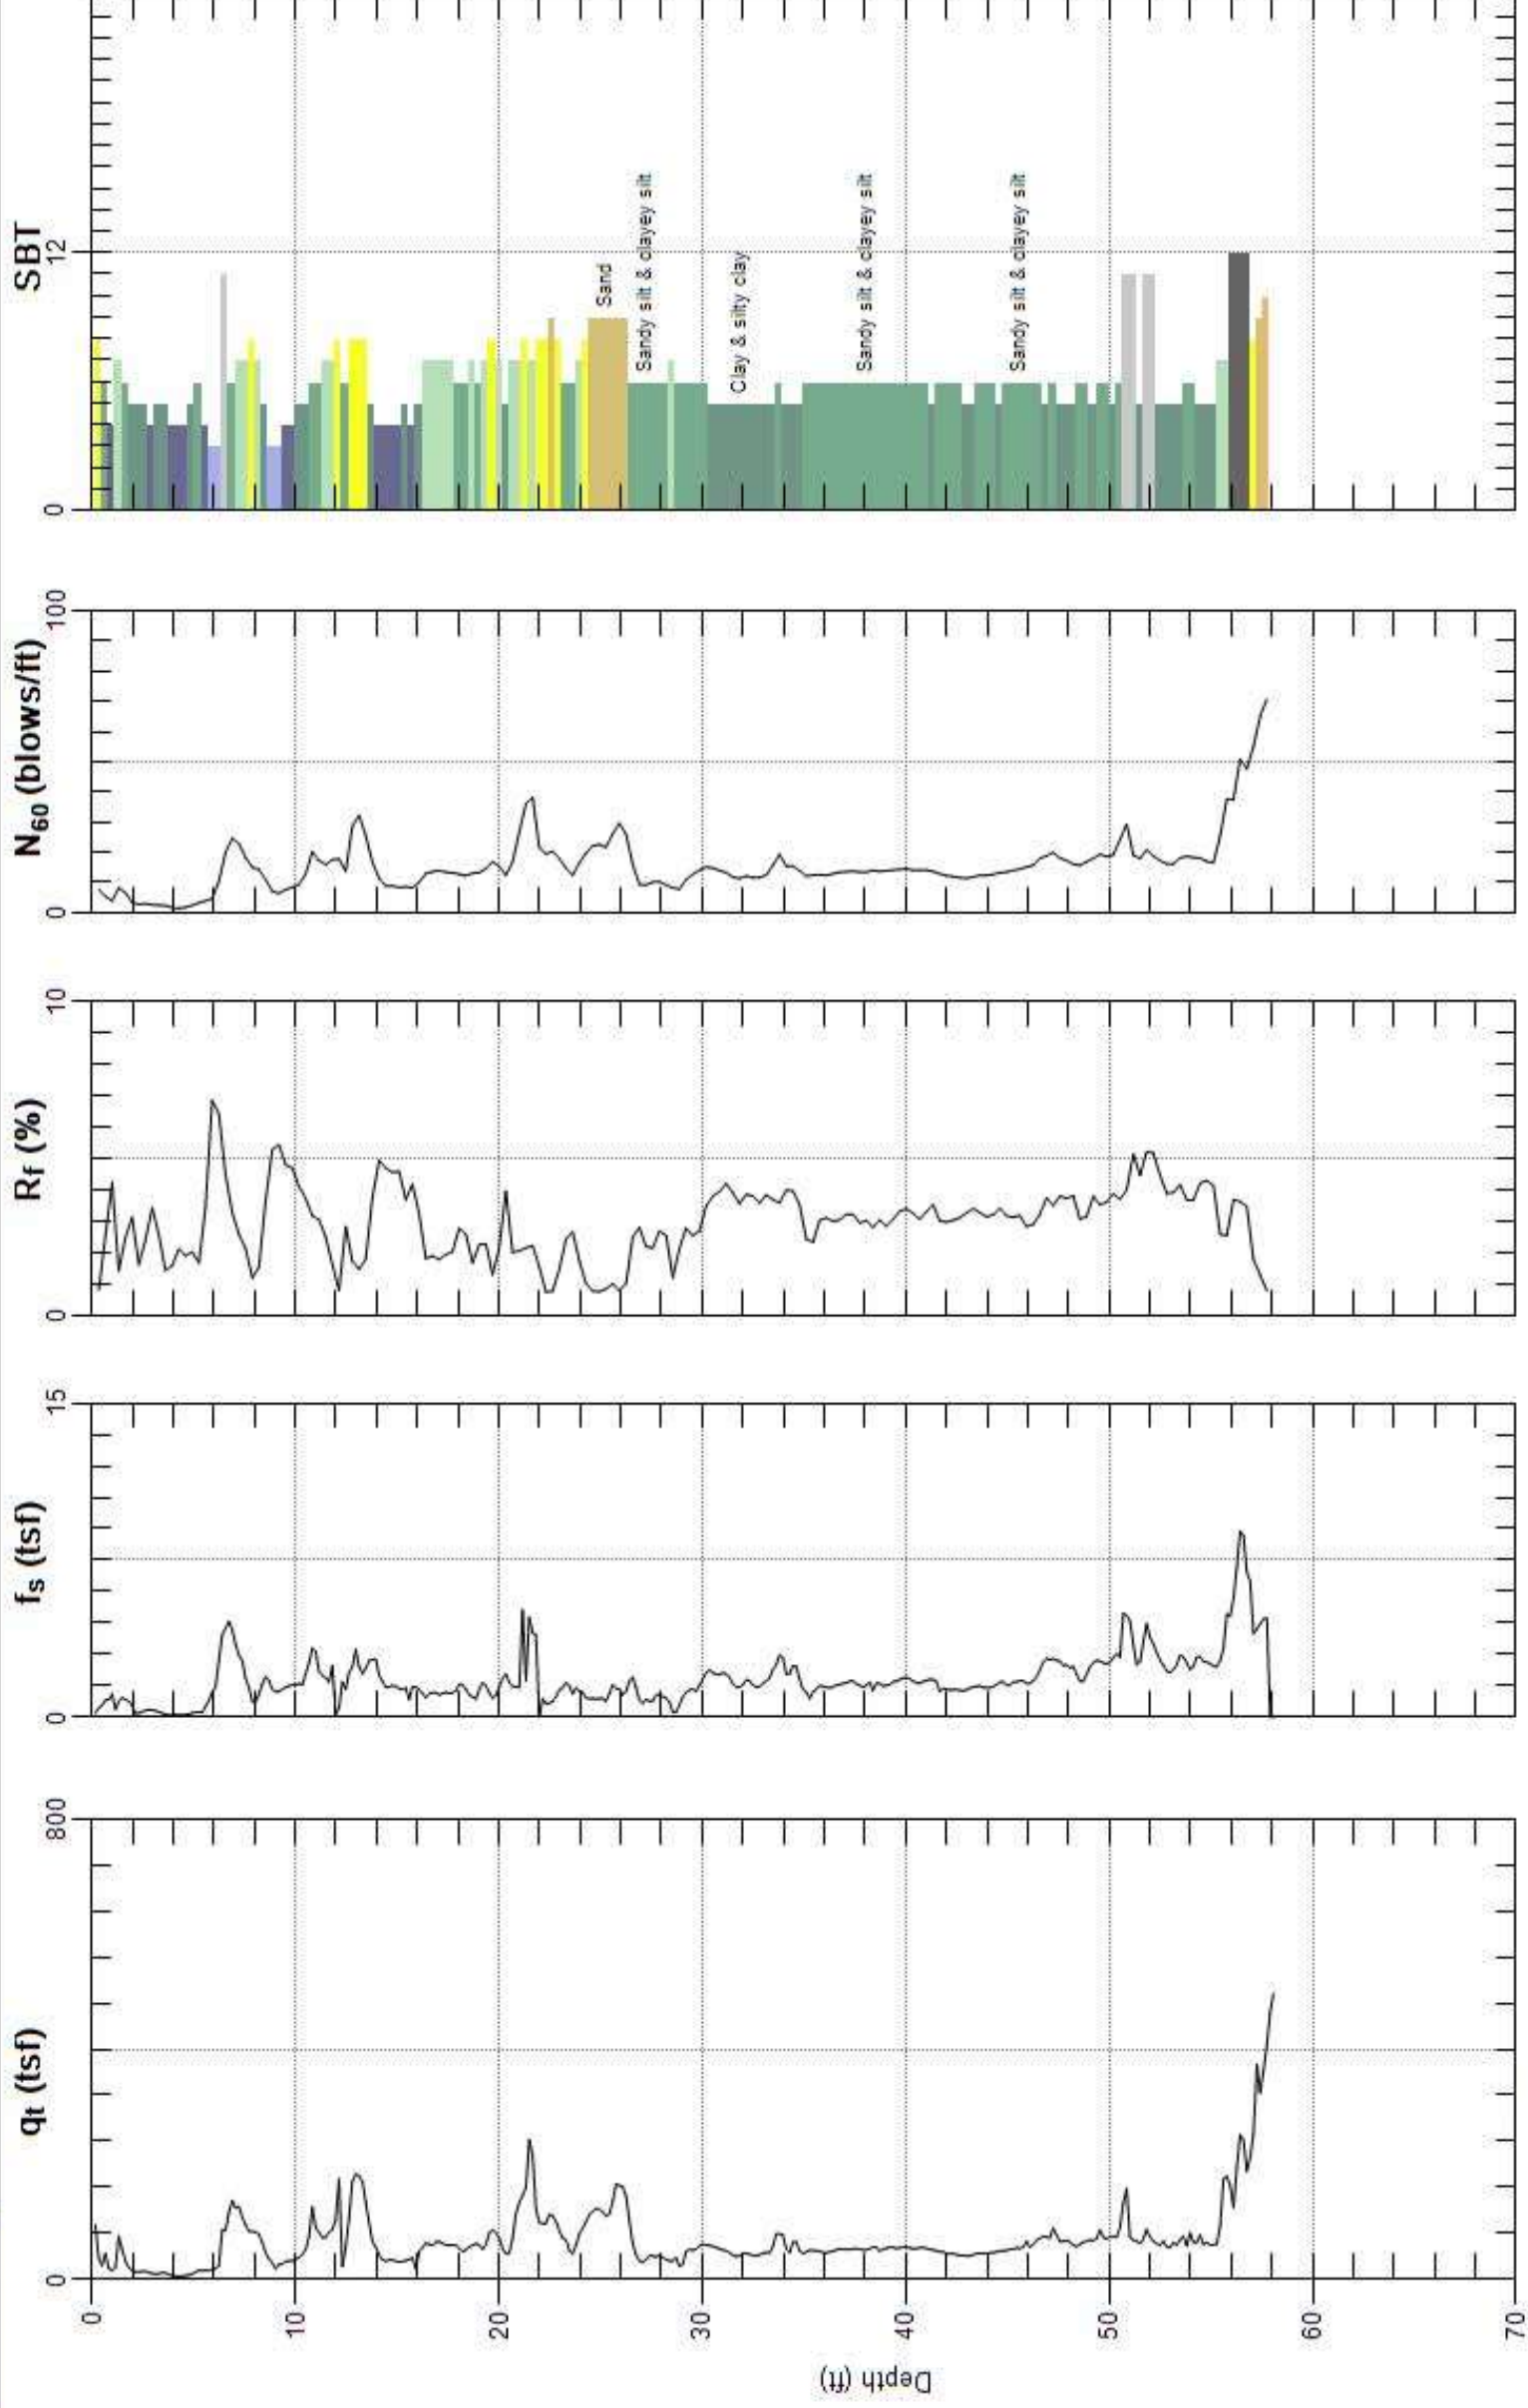 SBT
12
0
Sand
Sandy silt & clayey silt
Clay & silty clay
Sandy silt & clayey silt
Sandy silt & clayey silt
N60 (blows/ft)
100
0
Rf (%)
10
0
fs (tsf)
15
0
qt (tsf)
800
0
0
10
20
30
40
50
60
70
Depth (ft)